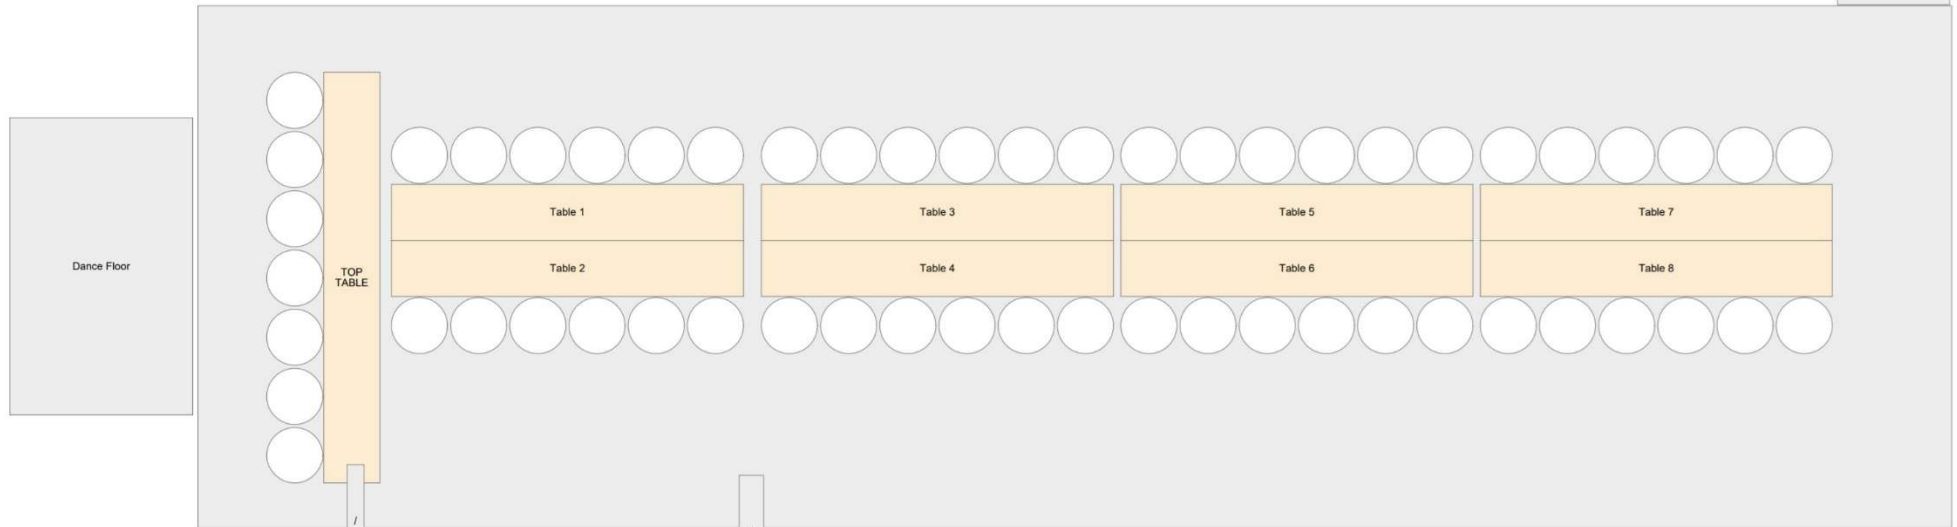 Dance Floor
TOP
TABLE
Table 1
Table 2
Table 3
Table 4
Table 5
Table 6
Table 7
Table 8
/